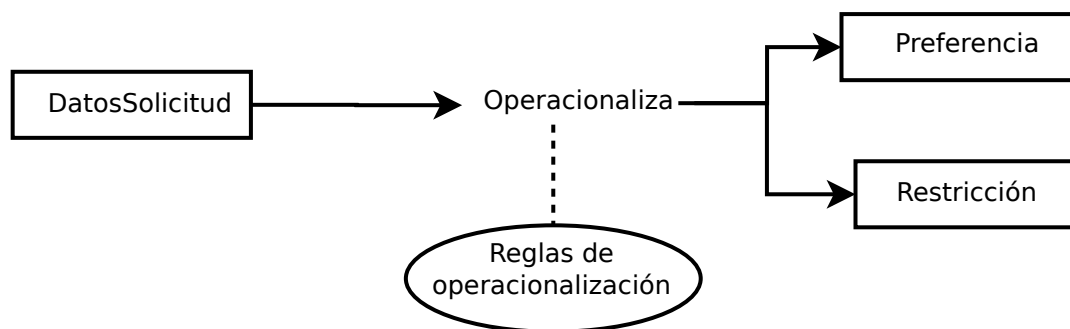 DatosSolicitud
Operacionaliza
Preferencia
Restricción
Reglas de
operacionalización